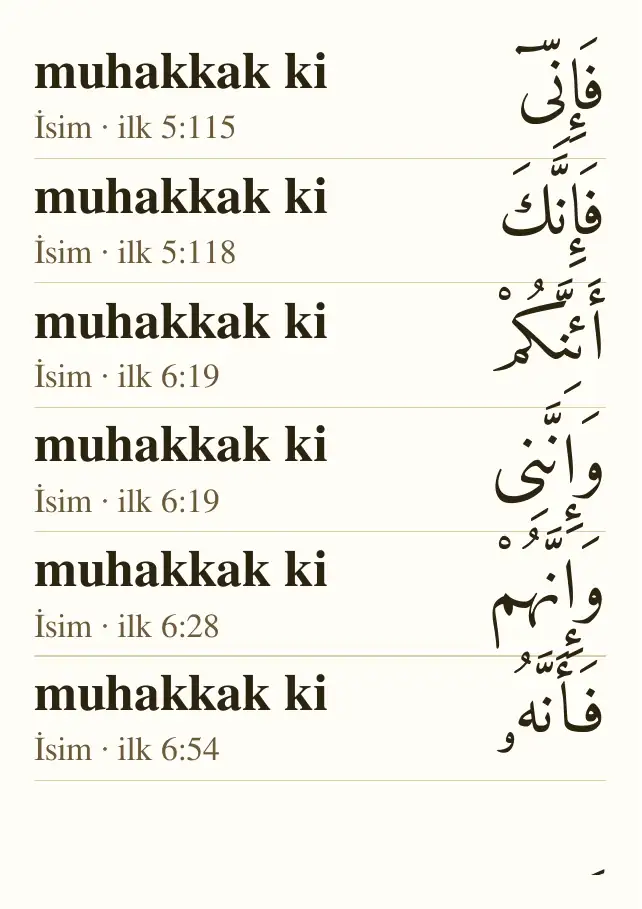 muhakkak ki فَإِنِّىٓ
İsim · ilk 5:115
muhakkak ki فَإِنَّكَ
İsim · ilk 5:118
muhakkak ki أَئِنَّكُمْ
İsim · ilk 6:19
muhakkak ki وَإِنَّنِى
İsim · ilk 6:19
muhakkak ki وَإِنَّهُمْ
İsim · ilk 6:28
muhakkak ki فَأَنَّهُۥ
İsim · ilk 6:54